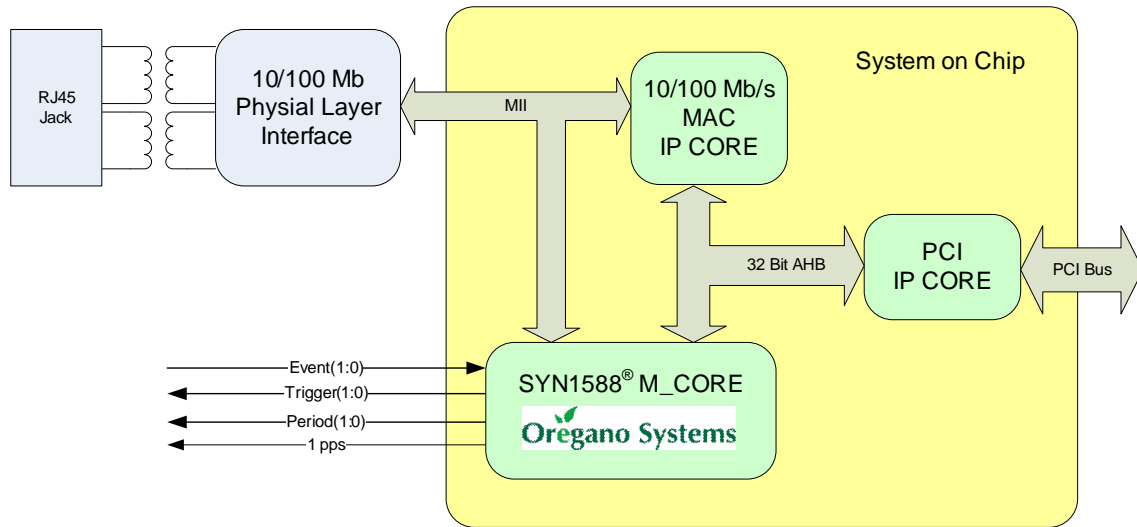 RJ45
Jack
10/100 Mb
Physial Layer
Interface
MII
10/100 Mb/s
MAC
IP CORE
System on Chip
32 Bit AHB
PCI
IP CORE
PCI Bus
Event(1:0)
Trigger(1:0)
Period(1:0)
1 pps
SYN1588® M_CORE
Oregano Systems